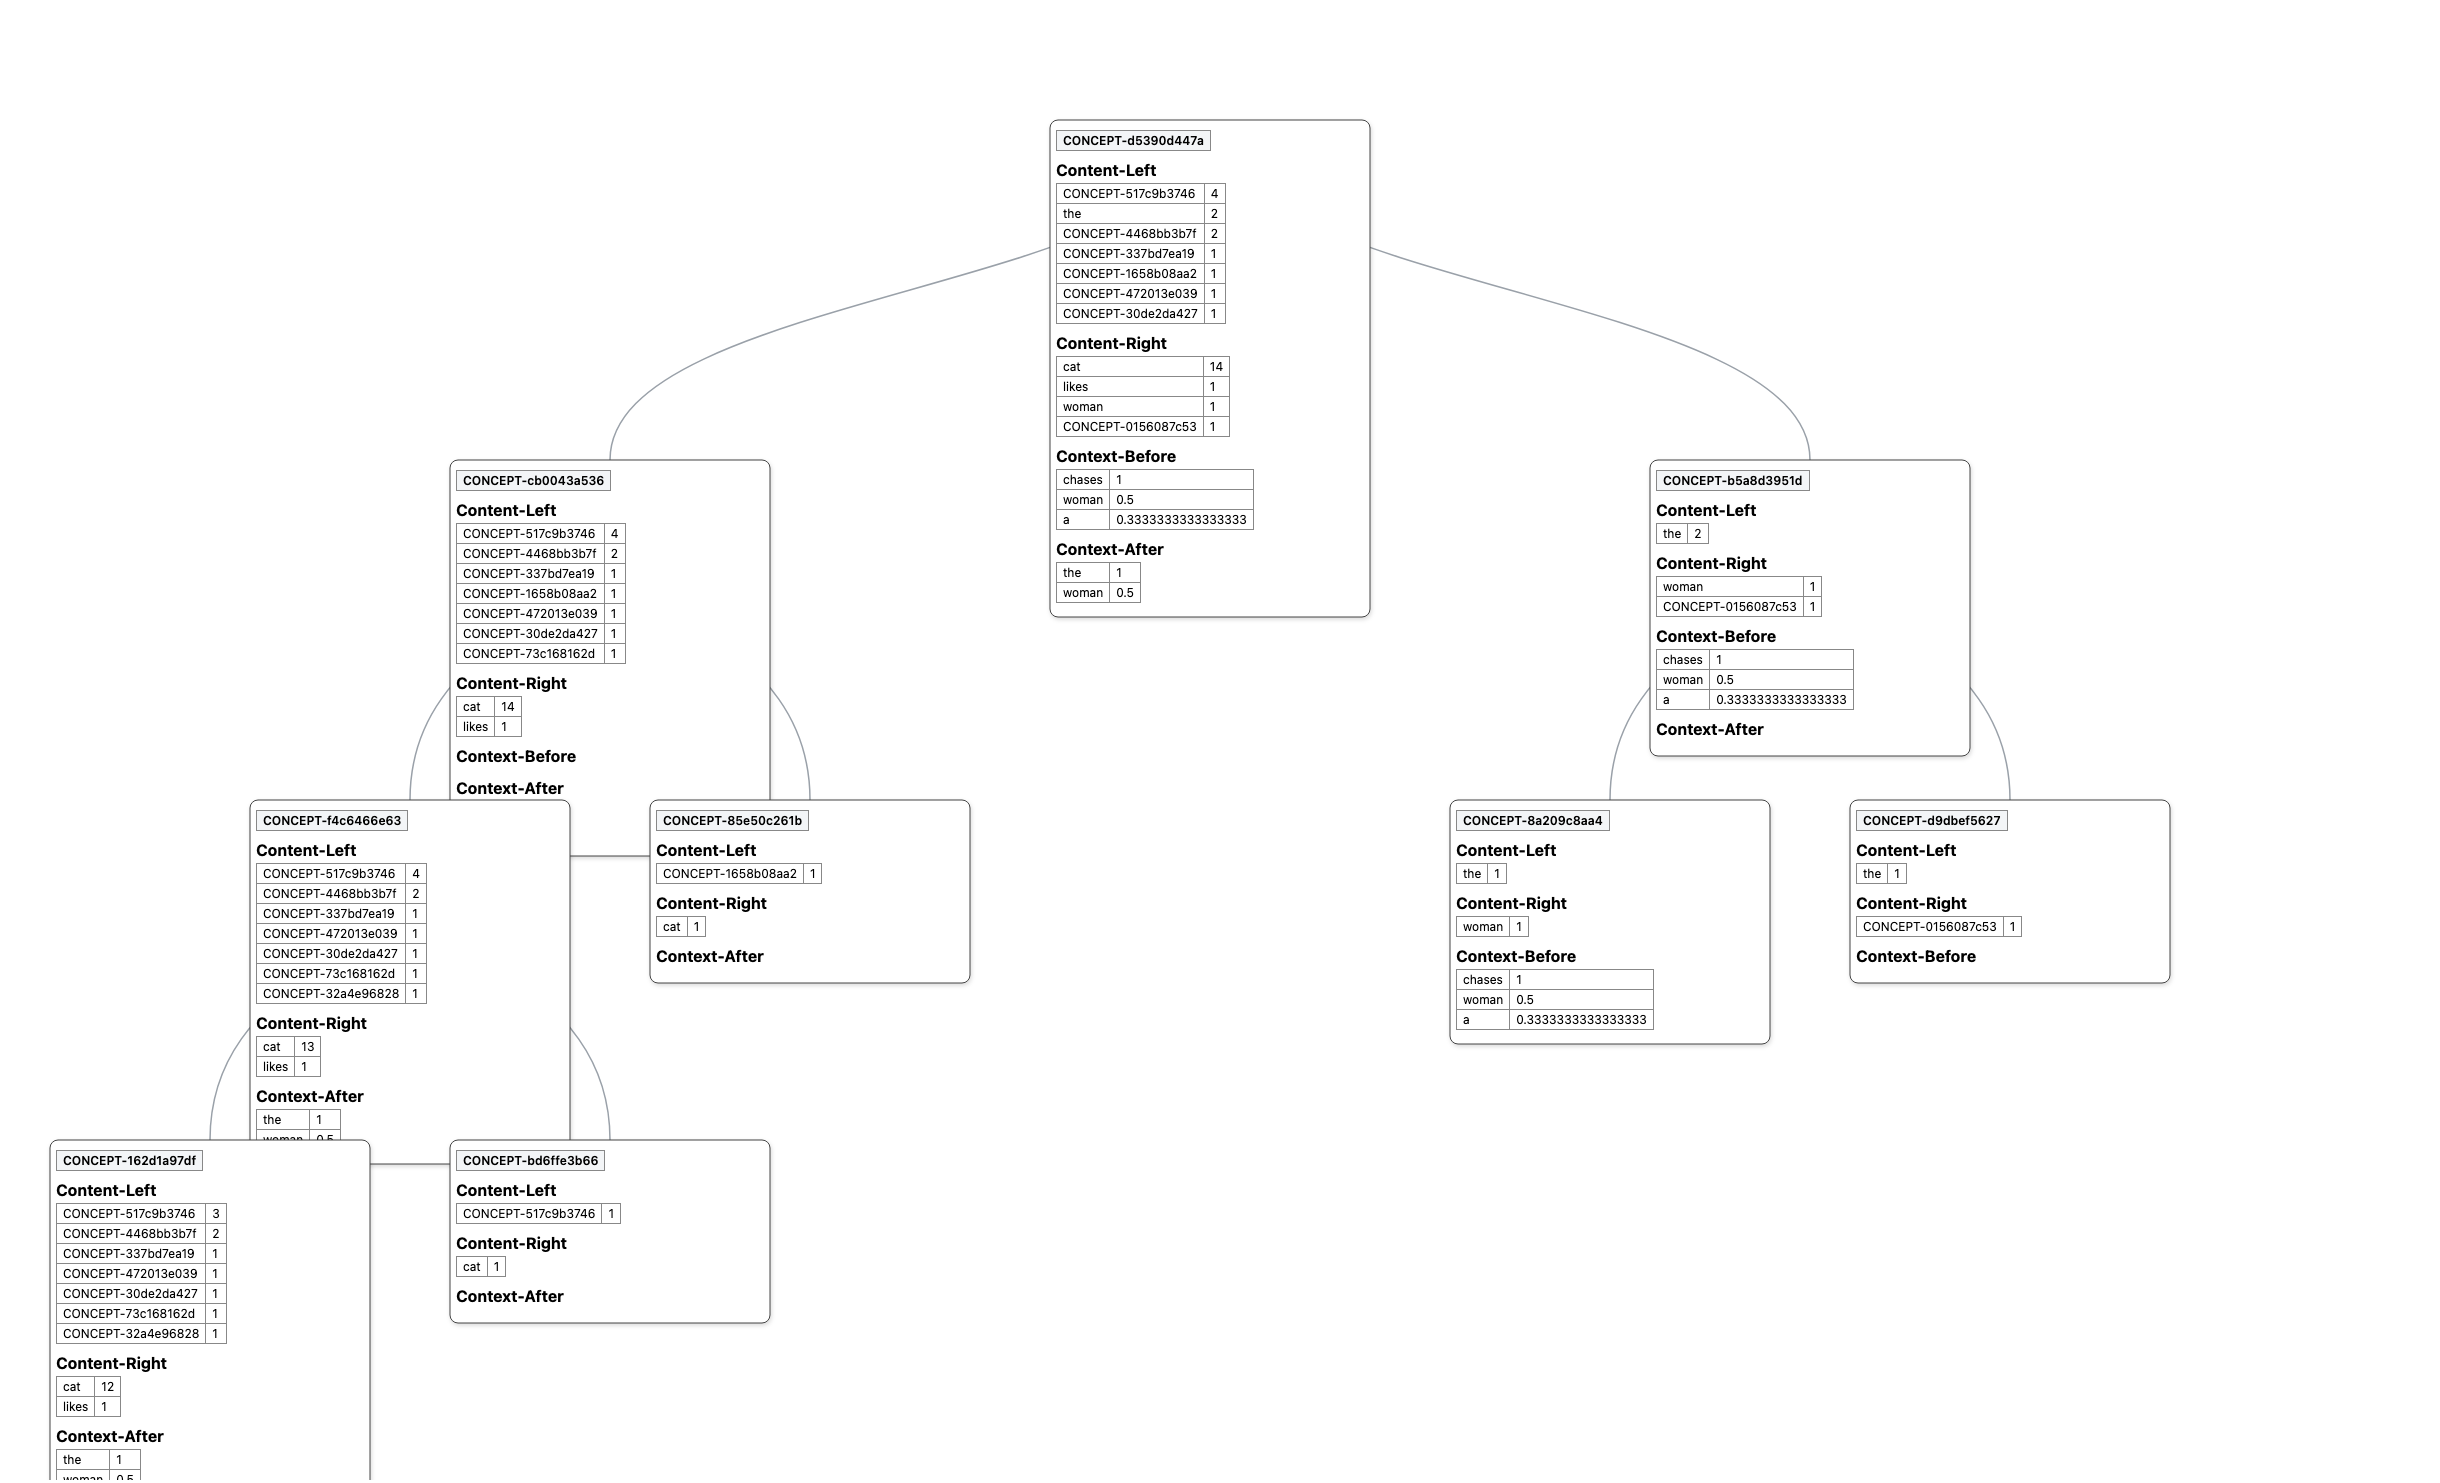 CONCEPT-d5390d447a
Content-Left
CONCEPT-517c9b3746 4
the 2
CONCEPT-4468bb3b7f 2
CONCEPT-337bd7ea19 1
CONCEPT-1658b08aa2 1
CONCEPT-472013e039 1
CONCEPT-30de2da427 1
Content-Right
cat 14
likes 1
woman 1
CONCEPT-0156087c53 1
Context-Before
chases 1
woman 0.5
a 0.3333333333333333
Context-After
the 1
woman 0.5
CONCEPT-cb0043a536
Content-Left
CONCEPT-517c9b3746 4
CONCEPT-4468bb3b7f 2
CONCEPT-337bd7ea19 1
CONCEPT-1658b08aa2 1
CONCEPT-472013e039 1
CONCEPT-30de2da427 1
CONCEPT-73c168162d 1
Content-Right
cat 14
likes 1
Context-Before
Context-After
CONCEPT-b5a8d3951d
Content-Left
the 2
Content-Right
woman 1
CONCEPT-0156087c53 1
Context-Before
chases 1
woman 0.5
a 0.3333333333333333
Context-After
CONCEPT-f4c6466e63
Content-Left
CONCEPT-517c9b3746 4
CONCEPT-4468bb3b7f 2
CONCEPT-337bd7ea19 1
CONCEPT-472013e039 1
CONCEPT-30de2da427 1
CONCEPT-73c168162d 1
CONCEPT-32a4e96828 1
Content-Right
cat 13
likes 1
Context-After
the 1
woman 0.5
CONCEPT-85e50c261b
Content-Left
CONCEPT-1658b08aa2 1
Content-Right
cat 1
Context-After
CONCEPT-8a209c8aa4
Content-Left
the 1
Content-Right
woman 1
Context-Before
chases 1
woman 0.5
a 0.3333333333333333
CONCEPT-d9dbef5627
Content-Left
the 1
Content-Right
CONCEPT-0156087c53 1
Context-Before
CONCEPT-162d1a97df
Content-Left
CONCEPT-517c9b3746 3
CONCEPT-4468bb3b7f 2
CONCEPT-337bd7ea19 1
CONCEPT-472013e039 1
CONCEPT-30de2da427 1
CONCEPT-73c168162d 1
CONCEPT-32a4e96828 1
Content-Right
cat 12
likes 1
Context-After
the 1
woman 0.5
CONCEPT-bd6ffe3b66
Content-Left
CONCEPT-517c9b3746 1
Content-Right
cat 1
Context-After